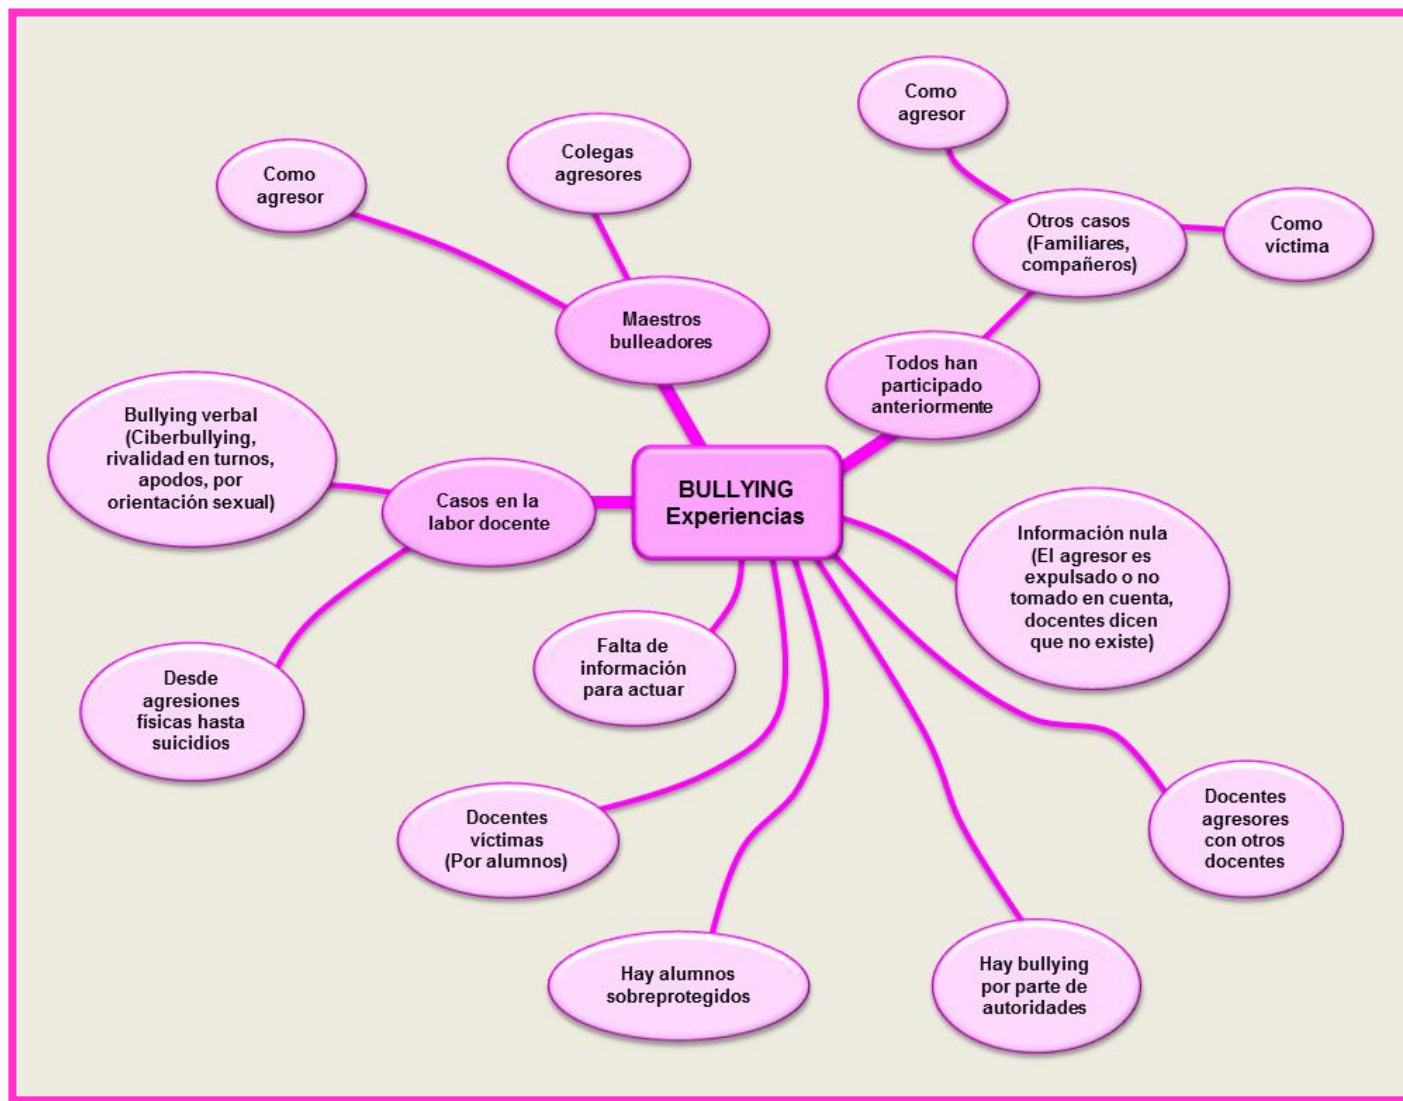 Como
agresor
Colegas
agresores
Como
agresor
Otros casos
(Familiares,
compañeros)
Como
víctima
Maestros
bulleadores
Todos han
participado
anteriormente
Bullying verbal
(Ciberbullying,
rivalidad en turnos,
apodos, por
orientación sexual)
Casos en la
labor docente
BULLYING
Experiencias
Información nula
(El agresor es
expulsado o no
tomado en cuenta,
docentes dicen
que no existe)
Falta de
información
para actuar
Desde
agresiones
físicas hasta
suicidios
Docentes
víctimas
(Por alumnos)
Docentes
agresores
con otros
docentes
Hay alumnos
sobreprotegidos
Hay bullying
por parte de
autoridades